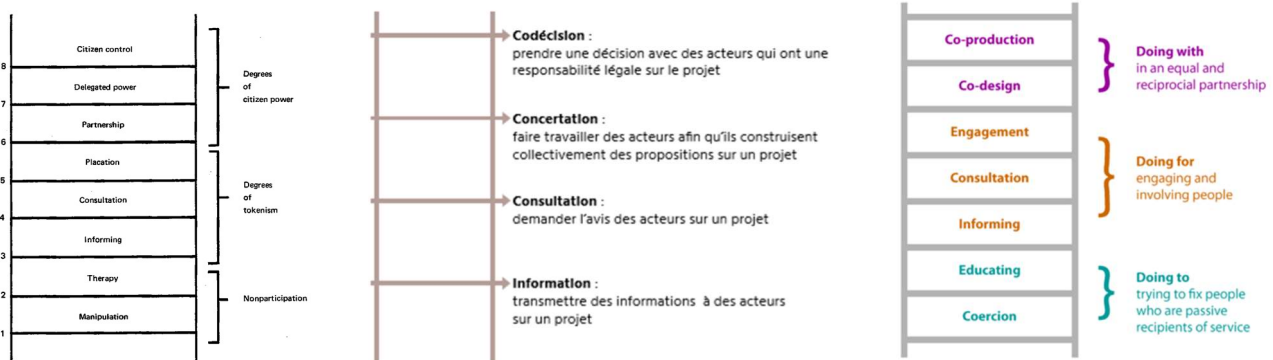 8
Citizen control
7
Delegated power
6
Partnership
5
Placation
4
Consultation
3
Informing
2
Therapy
1
Manipulation
Degrees
of
citizen power
Degrees
of
tokenism
Nonparticipation
Codécision :
prendre une décision avec des acteurs qui ont une
responsabilité légale sur le projet
Concertation :
faire travailler des acteurs afin qu'ils construisent
collectivement des propositions sur un projet
Consultation :
demander l'avis des acteurs sur un projet
Information :
transmettre des informations à des acteurs
sur un projet
Co-production
Co-design
Engagement
Consultation
Informing
Educating
Coercion
Doing with
in an equal and
reciprocial partnership
Doing for
engaging and
involving people
Doing to
trying to fix people
who are passive
recipients of service